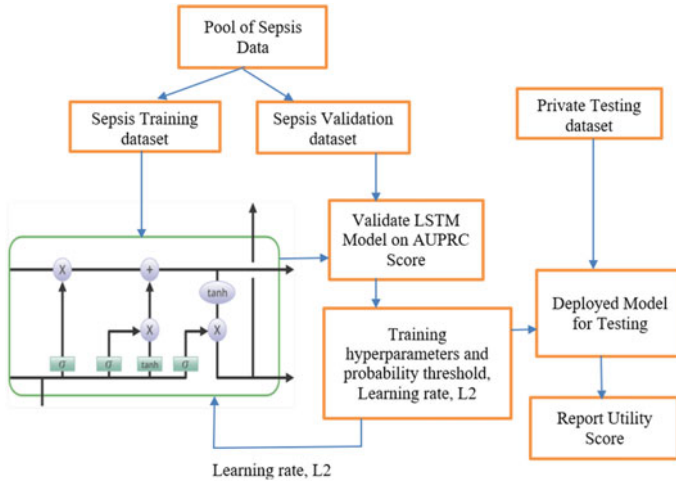 Pool of Sepsis
Data
Sepsis Training
dataset
Sepsis Validation
dataset
Private Testing
dataset
Validate LSTM
Model on AUPRC
Score
X
+
tanh
X
X
σ
σ
tanh
σ
Training
hyperparameters and
probability threshold,
Learning rate, L2
Deployed Model
for Testing
Report Utility
Score
Learning rate, L2